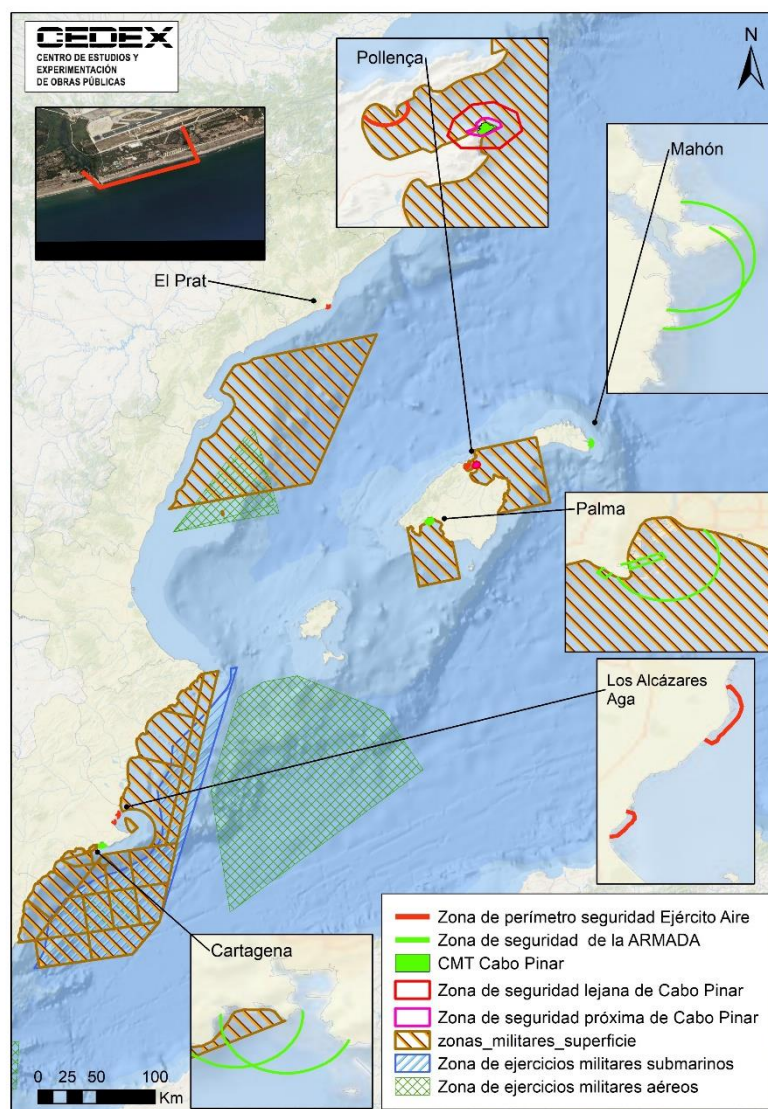 CEDEX
CENTRO DE ESTUDIOS Y
EXPERIMENTACIÓN
DE OBRAS PÚBLICAS
Pollença
N
Mahón
El Prat
Palma
Los Alcázares
Aga
Cartagena
Zona de perímetro seguridad Ejército Aire
Zona de seguridad de la ARMADA
CMT Cabo Pinar
Zona de seguridad lejana de Cabo Pinar
Zona de seguridad próxima de Cabo Pinar
zonas_militares_superficie
Zona de ejercicios militares submarinos
Zona de ejercicios militares aéreos
0 25 50 100
Km